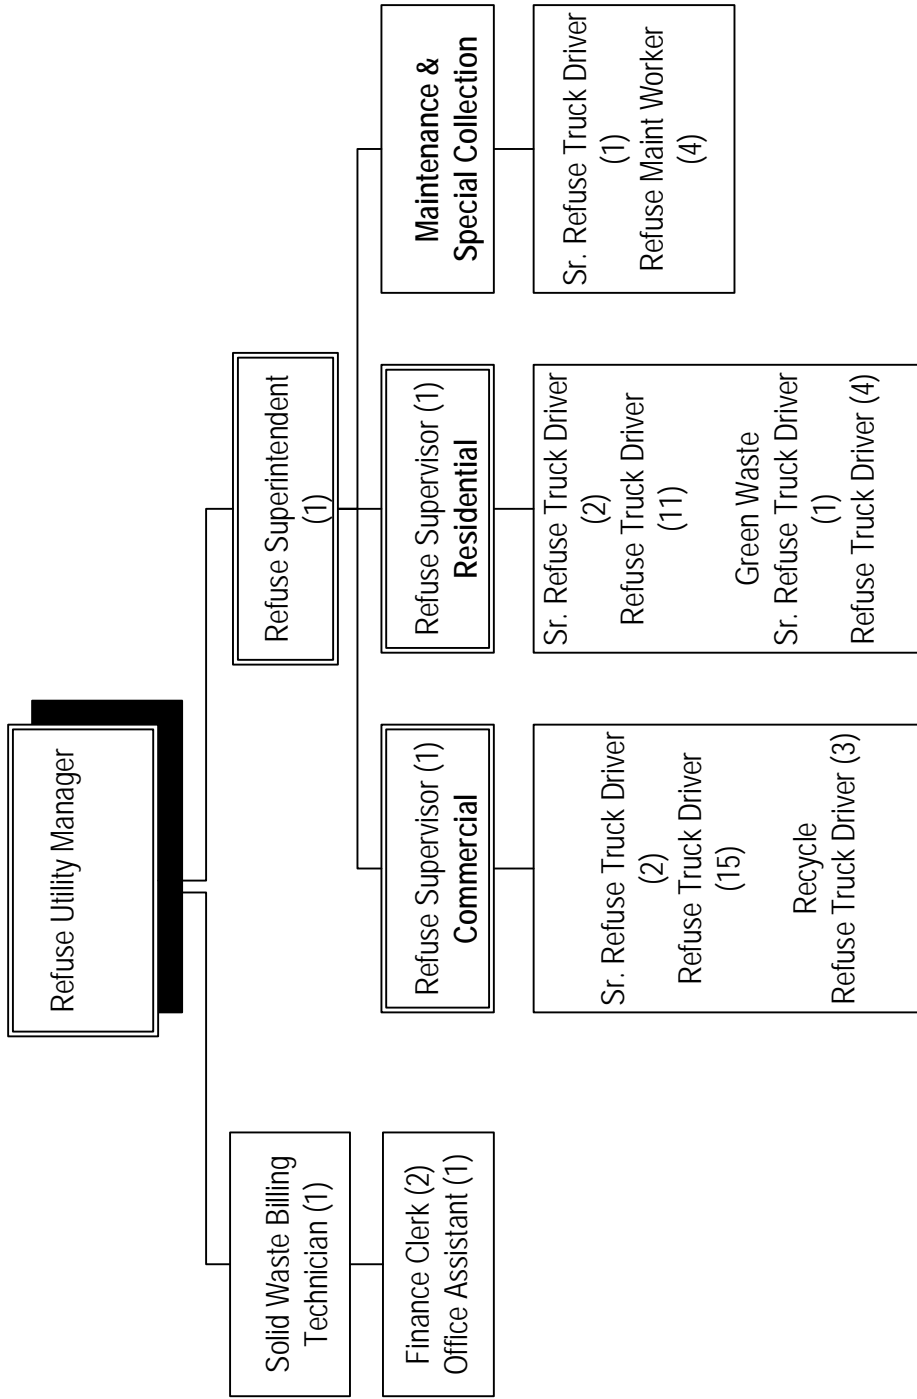 Refuse Utility Manager
Solid Waste Billing
Technician (1)
Finance Clerk (2)
Office Assistant (1)
Refuse Superintendent
(1)
Refuse Supervisor (1)
Commercial
Sr. Refuse Truck Driver
(2)
Refuse Truck Driver
(15)
Recycle
Refuse Truck Driver (3)
Refuse Supervisor (1)
Residential
Sr. Refuse Truck Driver
(2)
Refuse Truck Driver
(11)
Green Waste
Sr. Refuse Truck Driver
(1)
Refuse Truck Driver (4)
Maintenance &
Special Collection
Sr. Refuse Truck Driver
(1)
Refuse Maint Worker
(4)